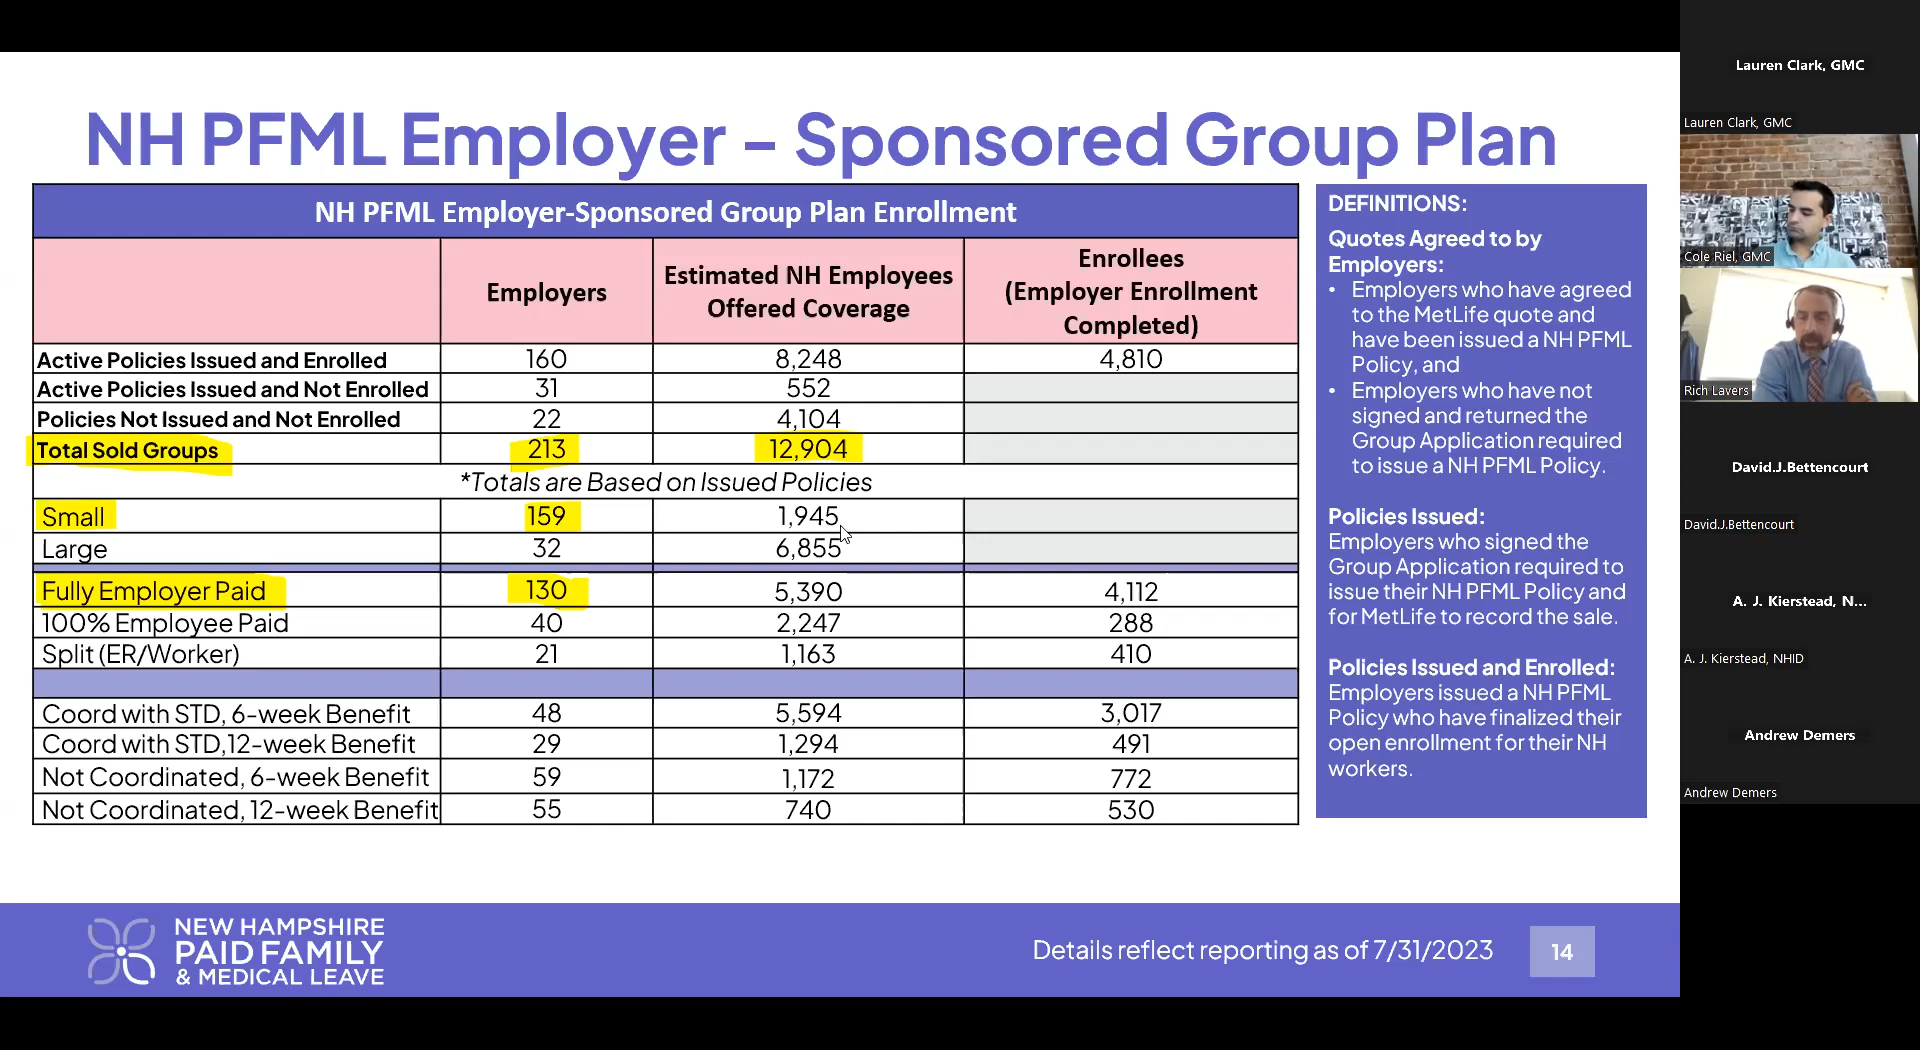 NH PFML Employer – Sponsored Group Plan
NH PFML Employer-Sponsored Group Plan Enrollment
Employers
Estimated NH Employees
Offered Coverage
Enrollees
(Employer Enrollment
Completed)
Active Policies Issued and Enrolled 160 8,248 4,810
Active Policies Issued and Not Enrolled 31 552
Policies Not Issued and Not Enrolled 22 4,104
Total Sold Groups 213 12,904
*Totals are Based on Issued Policies
Small 159 1,945
Large 32 6,855
Fully Employer Paid 130 5,390 4,112
100% Employee Paid 40 2,247 288
Split (ER/Worker) 21 1,163 410
Coord with STD, 6-week Benefit 48 5,594 3,017
Coord with STD,12-week Benefit 29 1,294 491
Not Coordinated, 6-week Benefit 59 1,172 772
Not Coordinated, 12-week Benefit 55 740 530
DEFINITIONS:
Quotes Agreed to by
Employers:
• Employers who have agreed
to the MetLife quote and
have been issued a NH PFML
Policy, and
• Employers who have not
signed and returned the
Group Application required
to issue a NH PFML Policy.
Policies Issued:
Employers who signed the
Group Application required to
issue their NH PFML Policy and
for MetLife to record the sale.
Policies Issued and Enrolled:
Employers issued a NH PFML
Policy who have finalized their
open enrollment for their NH
workers.
NEW HAMPSHIRE
PAID FAMILY
& MEDICAL LEAVE
Details reflect reporting as of 7/31/2023
14
Lauren Clark, GMC
Lauren Clark, GMC
Cole Riel, GMC
Rich Lavers
David.J.Bettencourt
David.J.Bettencourt
A. J. Kierstead, N...
A. J. Kierstead, NHID
Andrew Demers
Andrew Demers